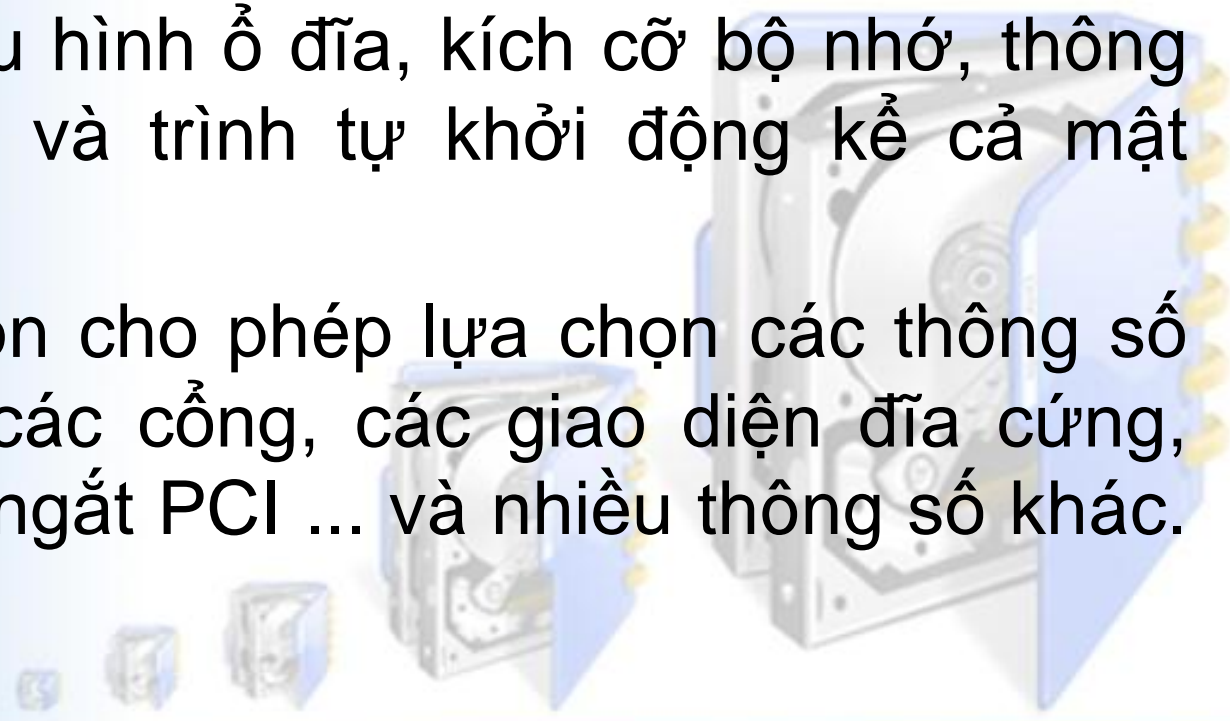 u hình ổ đĩa, kích cỡ bộ nhớ, thông
và trình tự khởi động kể cả mật
ọn cho phép lựa chọn các thông số
các cổng, các giao diện đĩa cứng,
ngắt PCI ... và nhiều thông số khác.